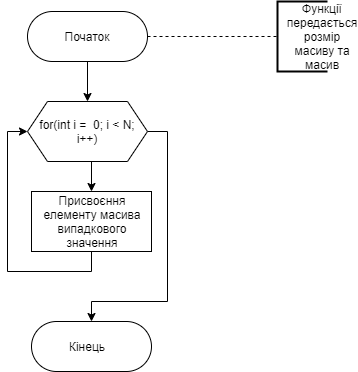 Початок
Функції
передається
розмір
масиву та
масив
for(int i =  0; i < N;
i++)
Присвоєння
елементу масива
випадкового
значення
Кінець